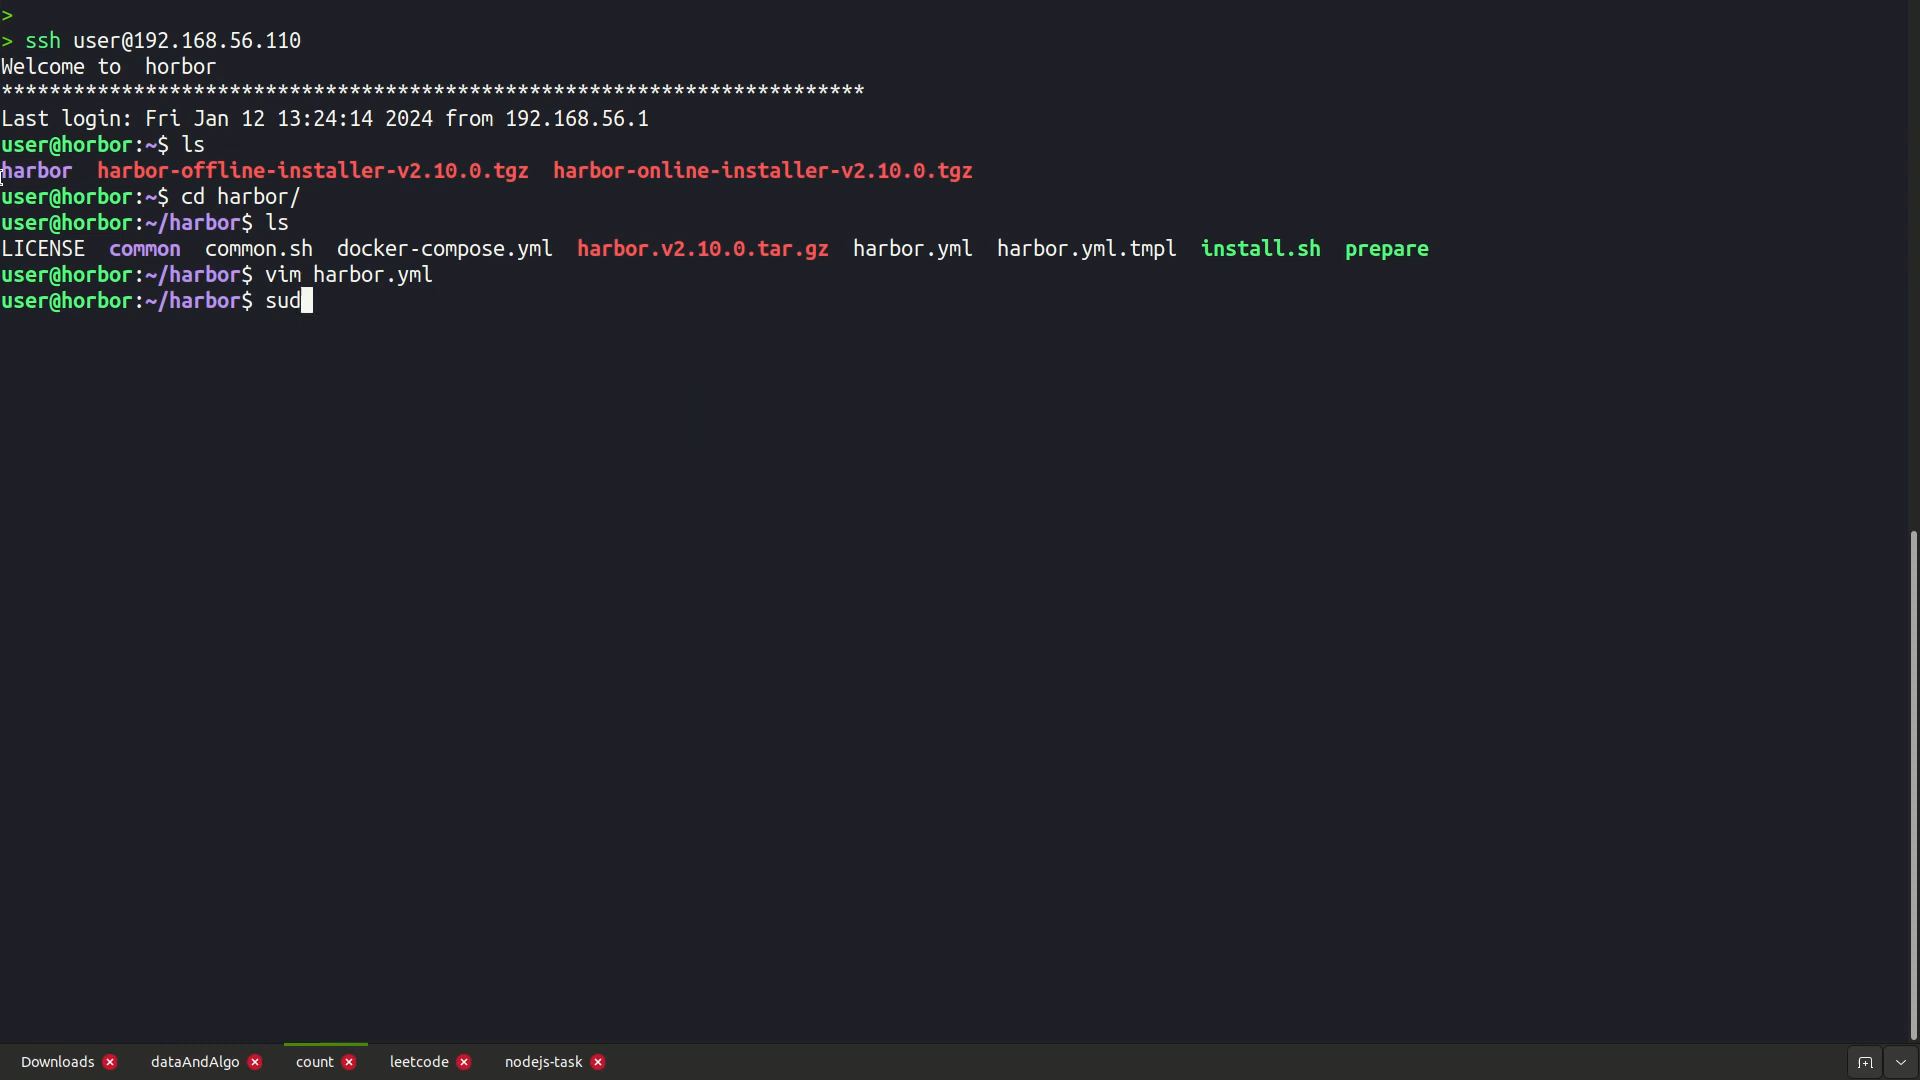 >
> ssh user@192.168.56.110
Welcome to  horbor
************************************************************************
Last login: Fri Jan 12 13:24:14 2024 from 192.168.56.1
user@horbor:~$ ls
harbor  harbor-offline-installer-v2.10.0.tgz  harbor-online-installer-v2.10.0.tgz
user@horbor:~$ cd harbor/
user@horbor:~/harbor$ ls
LICENSE  common  common.sh  docker-compose.yml  harbor.v2.10.0.tar.gz  harbor.yml  harbor.yml.tmpl  install.sh  prepare
user@horbor:~/harbor$ vim harbor.yml
user@horbor:~/harbor$ sud
Downloads  dataAndAlgo  count  leetcode  nodejs-task